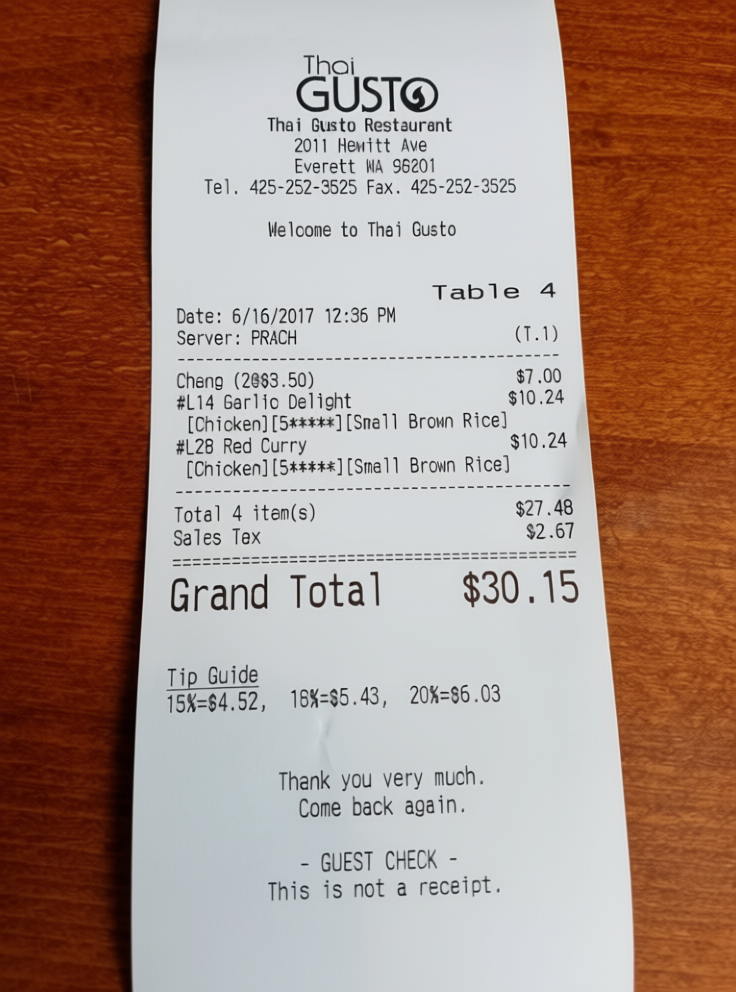 Thai
GUSTO
Thai Gusto Restaurant
2011 Hewitt Ave
Everett WA 96201
Tel. 425-252-3525 Fax. 425-252-3525
Welcome to Thai Gusto
Table 4
Date: 6/16/2017 12:36 PM
Server: PRACH (T.1)
Chang (2@$3.50) $7.00
#L14 Garlic Delight $10.24
[Chicken][5*****][Small Brown Rice]
#L28 Red Curry $10.24
[Chicken][5*****][Small Brown Rice]
Total 4 item(s) $27.48
Sales Tax $2.67
Grand Total $30.15
Tip Guide
15%=$4.52, 18%=$5.43, 20%=$6.03
Thank you very much.
Come back again.
- GUEST CHECK -
This is not a receipt.